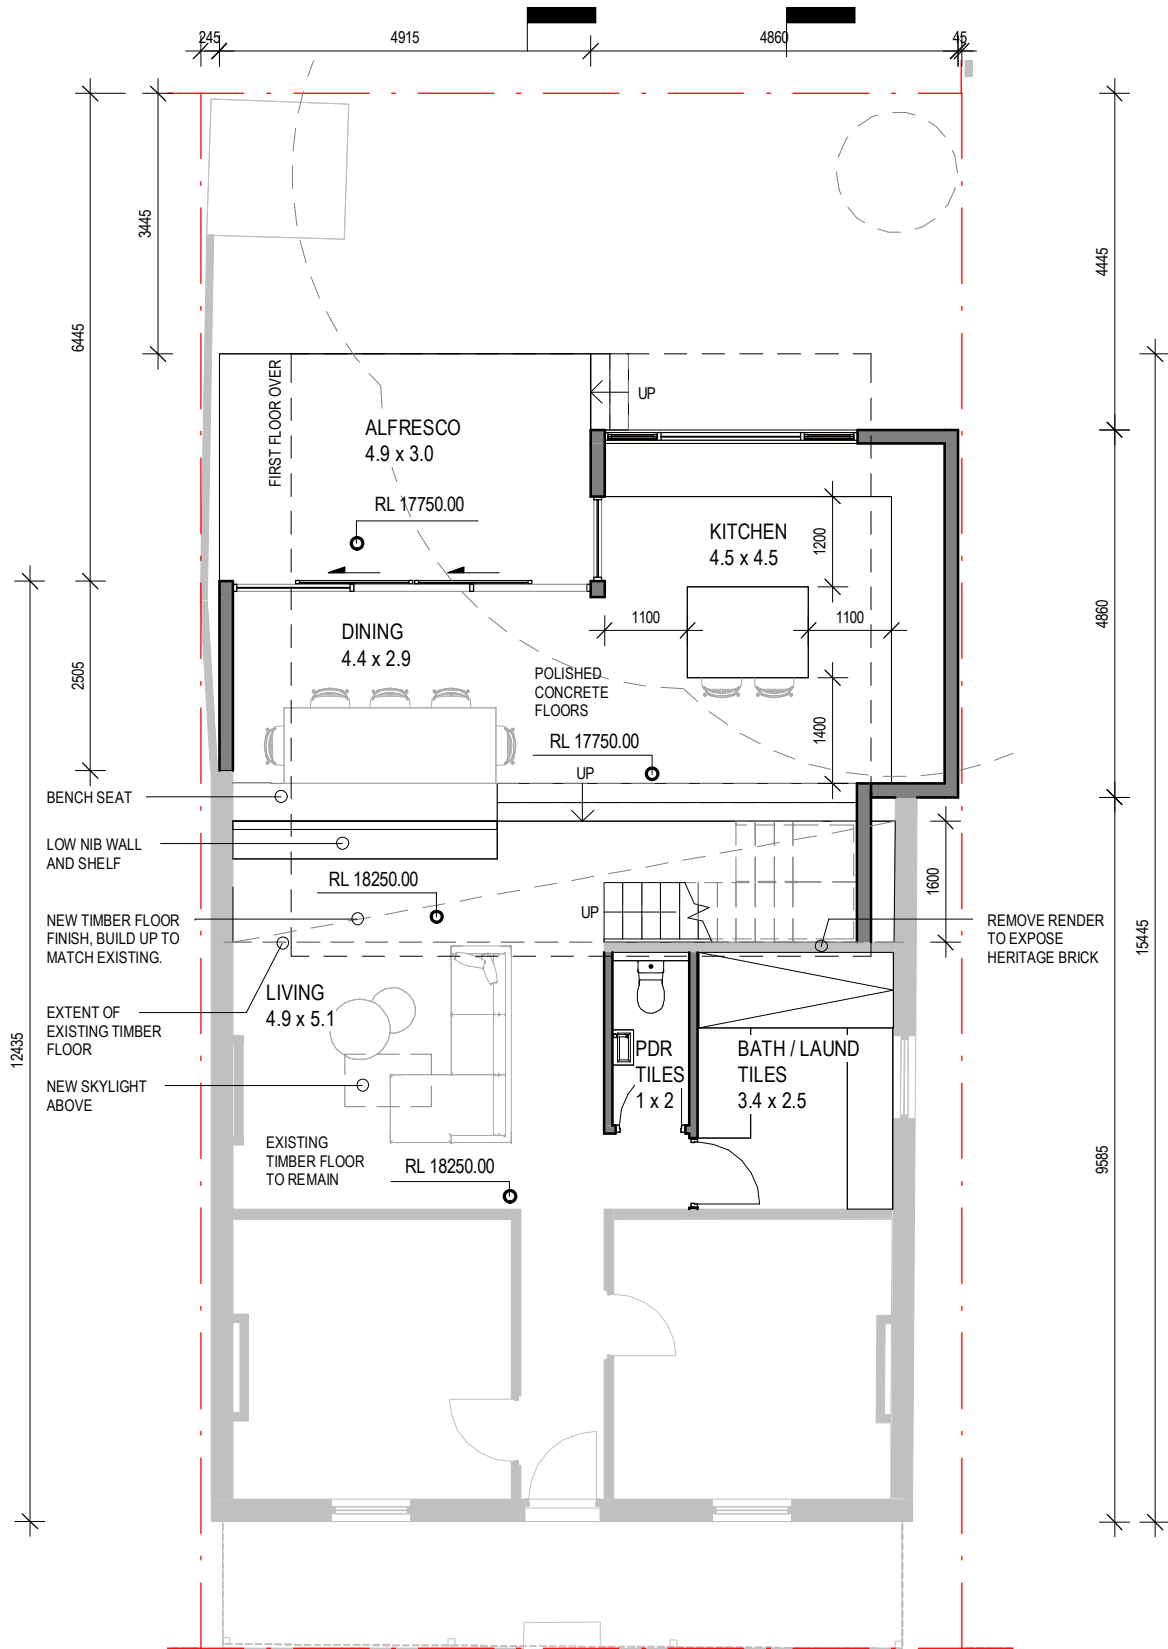 245
4915
4860
45
3445
6445
4445
15445
FIRST FLOOR OVER
UP
ALFRESCO
4.9 x 3.0
RL 17750.00
KITCHEN
4.5 x 4.5
1200
1100
1100
4860
DINING
4.4 x 2.9
2505
POLISHED
CONCRETE
FLOORS
1400
RL 17750.00
UP
BENCH SEAT
LOW NIB WALL
AND SHELF
RL 18250.00
1600
NEW TIMBER FLOOR
FINISH, BUILD UP TO
MATCH EXISTING.
UP
REMOVE RENDER
TO EXPOSE
HERITAGE BRICK
LIVING
4.9 x 5.1
EXTENT OF
EXISTING TIMBER
FLOOR
12435
PDR
TILES
1 x 2
BATH / LAUND
TILES
3.4 x 2.5
NEW SKYLIGHT
ABOVE
EXISTING
TIMBER FLOOR
TO REMAIN
RL 18250.00
9585